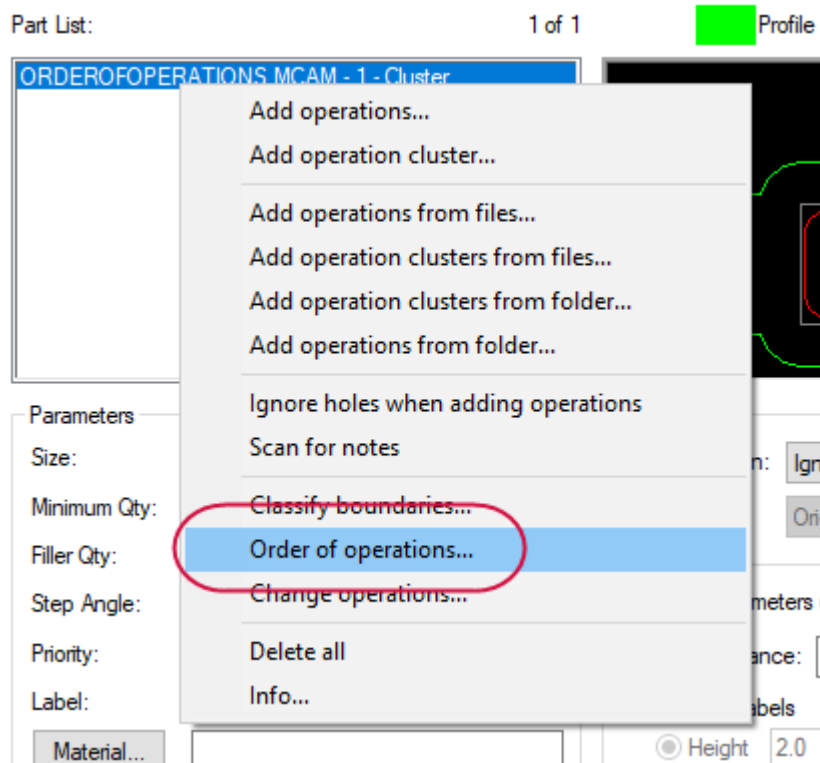 Part List: 1 of 1 Profile
ORDEROFOPERATIONS MCAM - 1 - Cluster
Add operations...
Add operation cluster...
Add operations from files...
Add operation clusters from files...
Add operation clusters from folder...
Add operations from folder...
Ignore holes when adding operations
Parameters
Scan for notes
Size:
Minimum Qty:
Classify boundaries...
Order of operations...
Filler Qty:
Change operations...
Step Angle:
Priority:
Delete all
Label:
Info...
Material...
Height 2.0